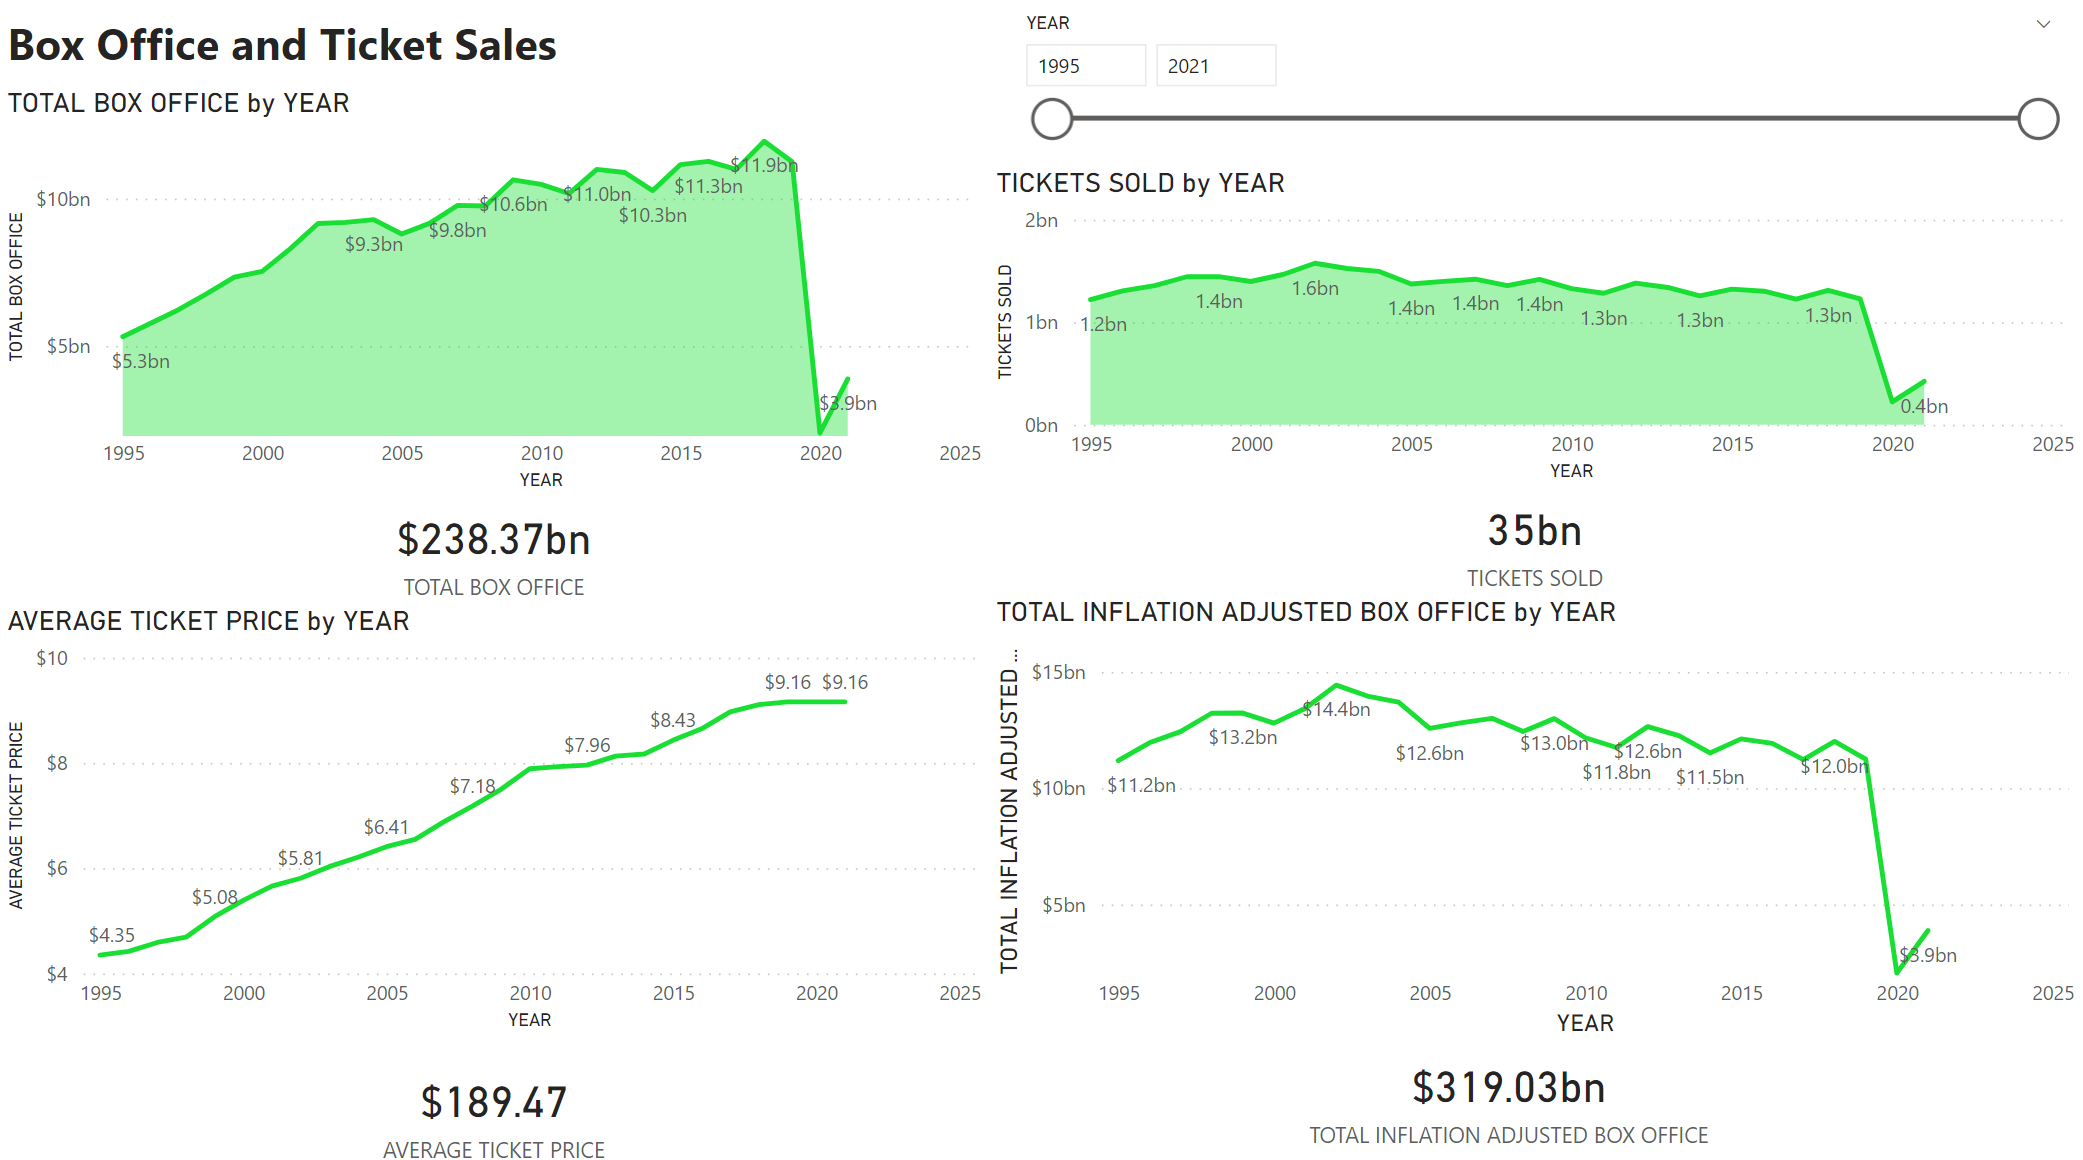 Box Office and Ticket Sales
TOTAL BOX OFFICE by YEAR
TOTAL BOX OFFICE
$10bn
$5bn
$5.3bn
$9.3bn
$9.8bn
$10.6bn
$11.0bn
$10.3bn
$11.3bn
$11.9bn
$3.9bn
1995 2000 2005 2010 2015 2020 2025
YEAR
$238.37bn
TOTAL BOX OFFICE
YEAR
1995 2021
TICKETS SOLD by YEAR
TICKETS SOLD
2bn
1bn
0bn
1.2bn
1.4bn
1.6bn
1.4bn
1.4bn
1.4bn
1.3bn
1.3bn
1.3bn
0.4bn
1995 2000 2005 2010 2015 2020 2025
YEAR
35bn
TICKETS SOLD
AVERAGE TICKET PRICE by YEAR
AVERAGE TICKET PRICE
$10
$8
$6
$4
$4.35
$5.08
$5.81
$6.41
$7.18
$7.96
$8.43
$9.16 $9.16
1995 2000 2005 2010 2015 2020 2025
YEAR
$189.47
AVERAGE TICKET PRICE
TOTAL INFLATION ADJUSTED BOX OFFICE by YEAR
TOTAL INFLATION ADJUSTED ...
$15bn
$10bn
$5bn
$11.2bn
$13.2bn
$14.4bn
$12.6bn
$13.0bn
$11.8bn
$12.6bn
$11.5bn
$12.0bn
$3.9bn
1995 2000 2005 2010 2015 2020 2025
YEAR
$319.03bn
TOTAL INFLATION ADJUSTED BOX OFFICE